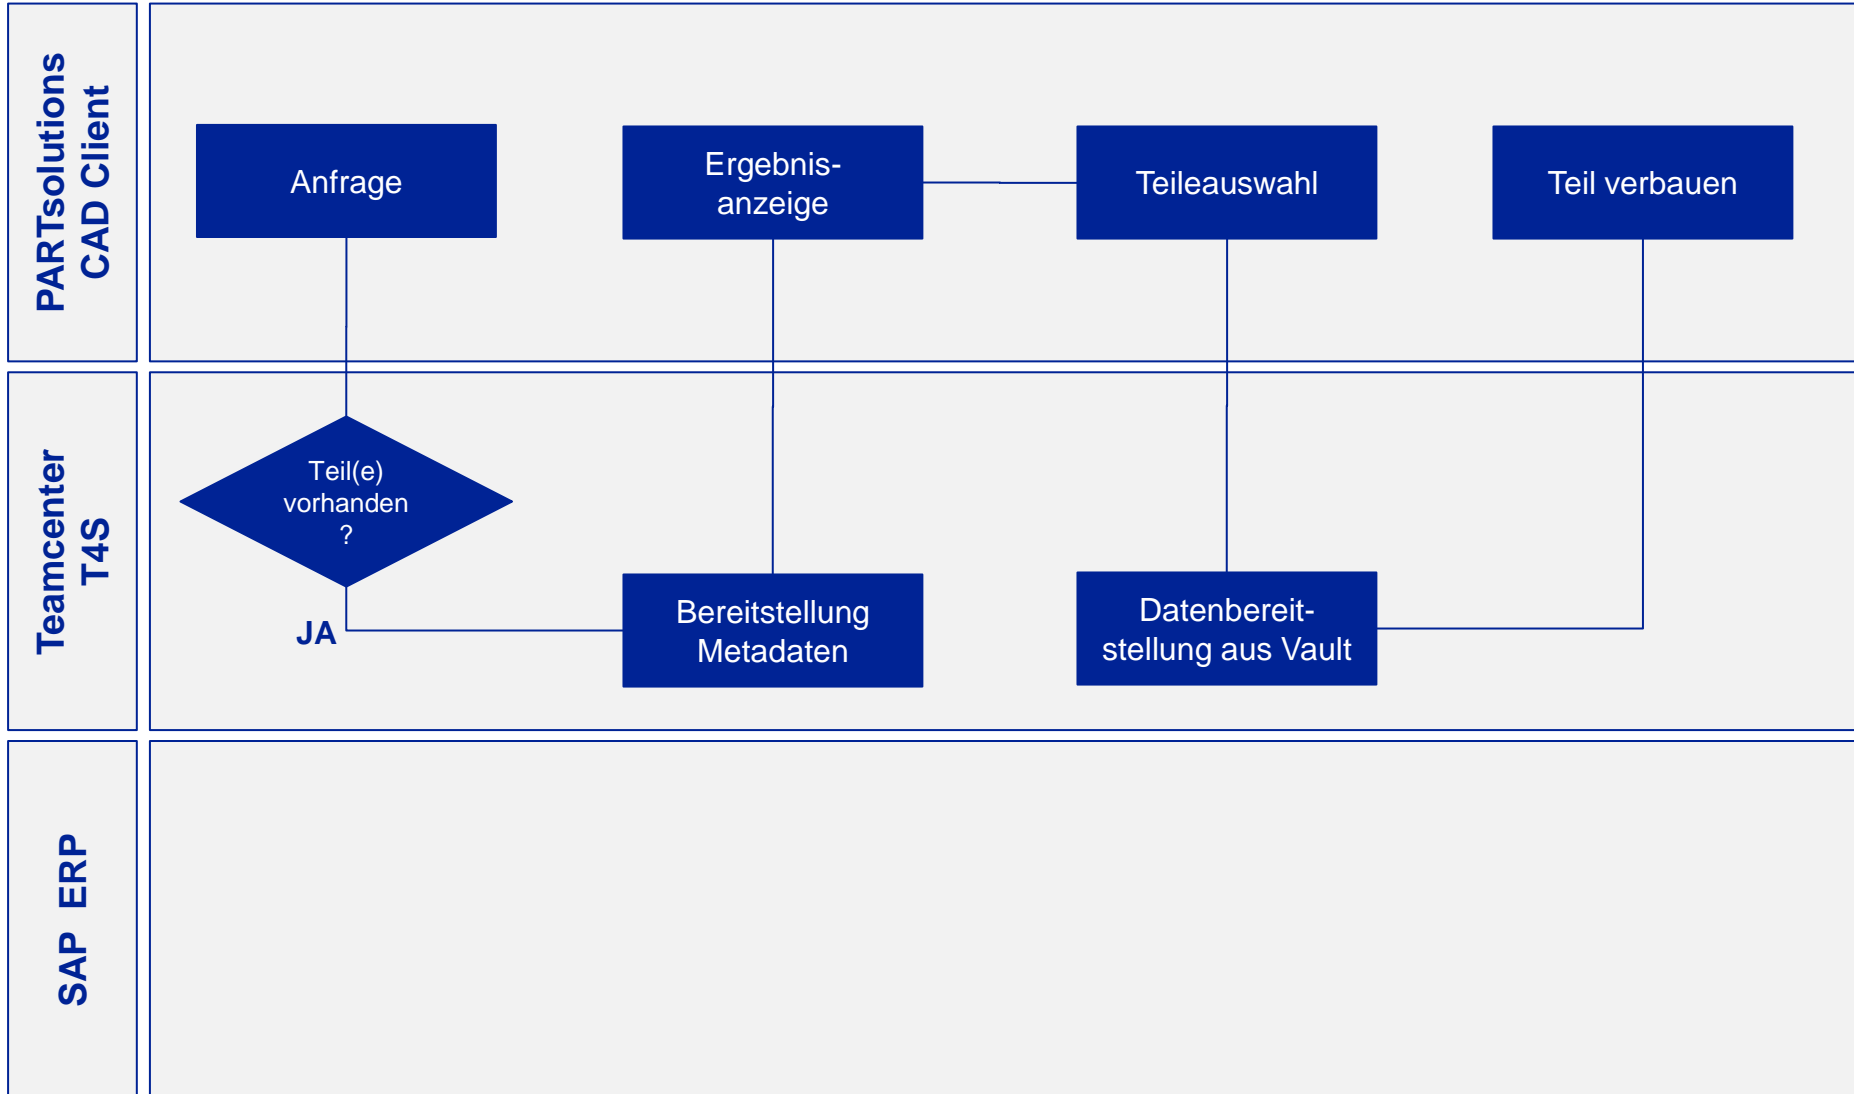 PARTsolutions
CAD Client
Anfrage
Ergebnis-
anzeige
Teileauswahl
Teil verbauen
Teamcenter
T4S
Teil(e)
vorhanden
?
JA
Bereitstellung
Metadaten
Datenbereit-
stellung aus Vault
SAP ERP